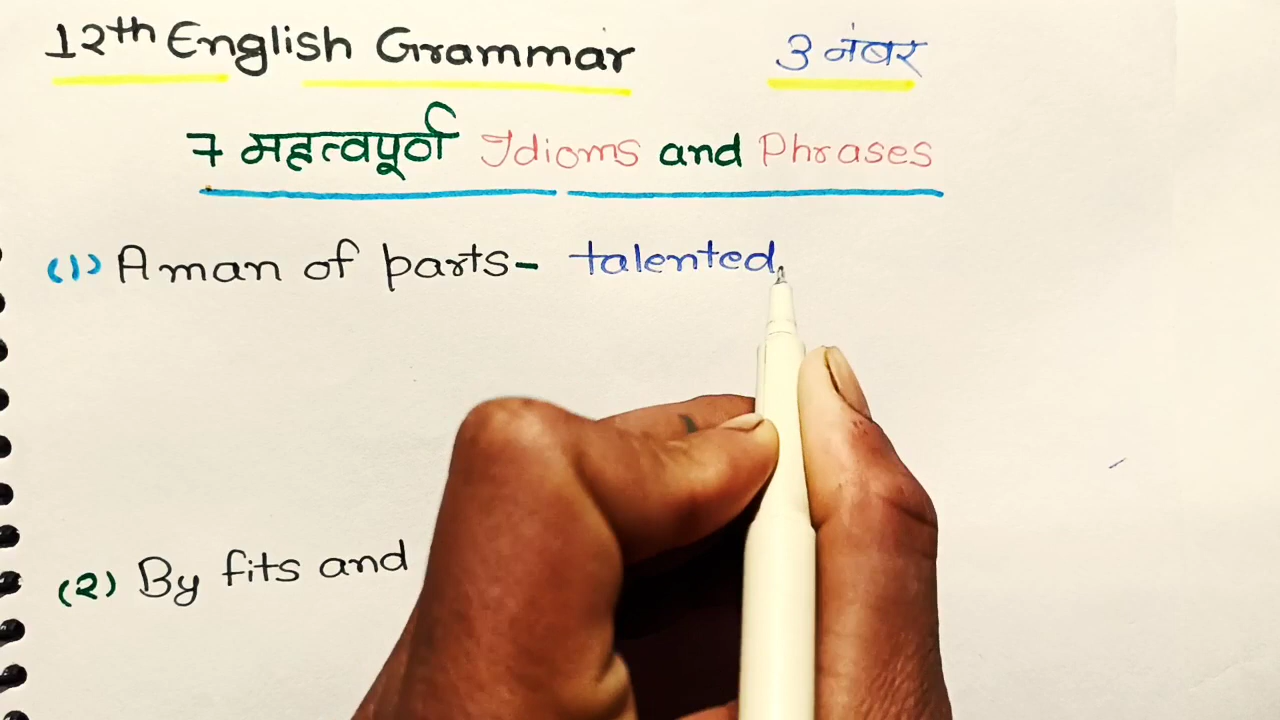 12th English Grammar 3 नंबर
7 महत्वपूर्ण Idioms and Phrases
(1) A man of parts - talented,
(2) By fits and